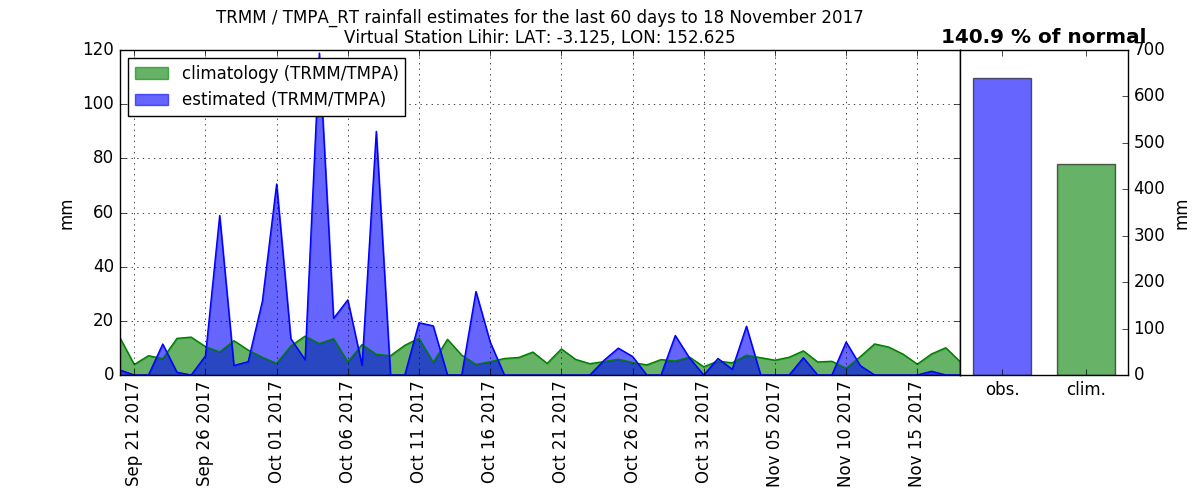 TRMM / TMPA_RT rainfall estimates for the last 60 days to 18 November 2017
Virtual Station Lihir: LAT: -3.125, LON: 152.625
140.9 % of normal
climatology (TRMM/TMPA)
estimated (TRMM/TMPA)
mm
120
100
80
60
40
20
0
Sep 21 2017
Sep 26 2017
Oct 01 2017
Oct 06 2017
Oct 11 2017
Oct 16 2017
Oct 21 2017
Oct 26 2017
Oct 31 2017
Nov 05 2017
Nov 10 2017
Nov 15 2017
700
600
500
400
300
200
100
0
mm
obs.
clim.